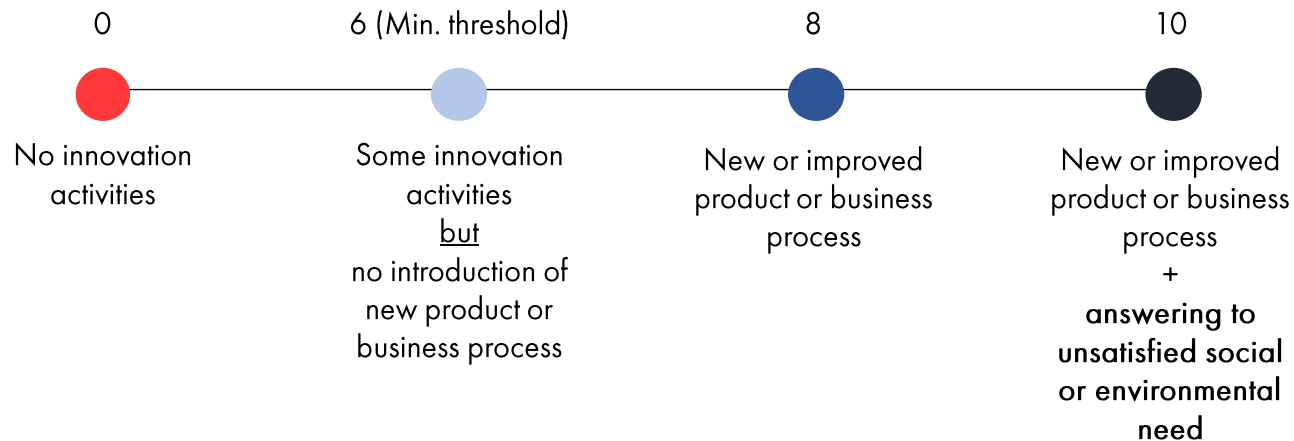 0
No innovation
activities
6 (Min. threshold)
Some innovation
activities
but
no introduction of
new product or
business process
8
New or improved
product or business
process
10
New or improved
product or business
process
+
answering to
unsatisfied social
or environmental
need